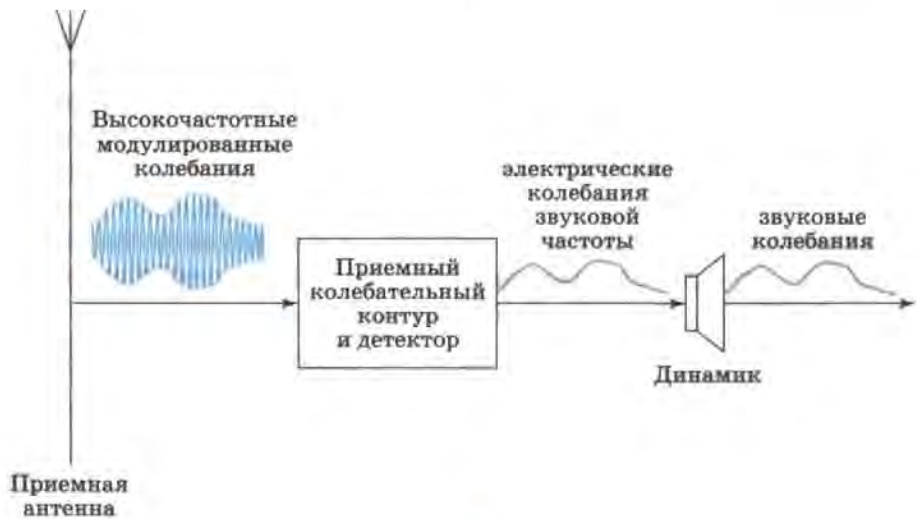 Высокочастотные
модулированные
колебания
электрические
колебания
звуковой
частоты
звуковые
колебания
Приемный
колебательный
контур
и детектор
Динамик
Приемная
антенна